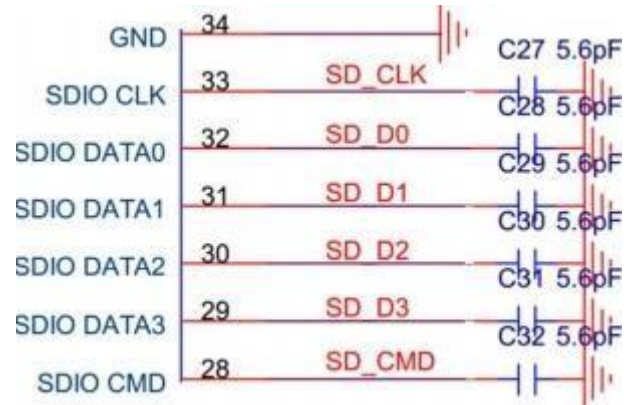 GND 34
C27 5.6pF
SDIO CLK 33 SD_CLK
C28 5.6pF
SDIO DATA0 32 SD_D0
C29 5.6pF
SDIO DATA1 31 SD_D1
C30 5.6pF
SDIO DATA2 30 SD_D2
C31 5.6pF
SDIO DATA3 29 SD_D3
C32 5.6pF
SDIO CMD 28 SD_CMD